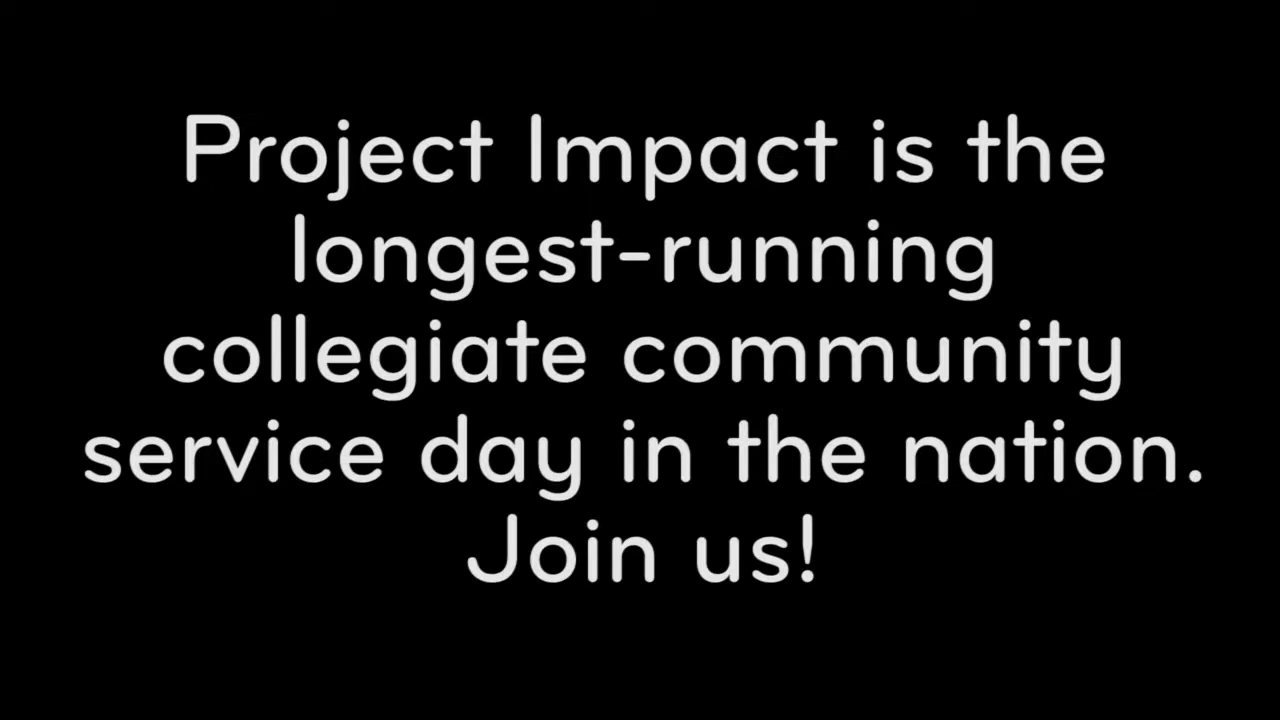 Project Impact is the
longest-running
collegiate community
service day in the nation.
Join us!